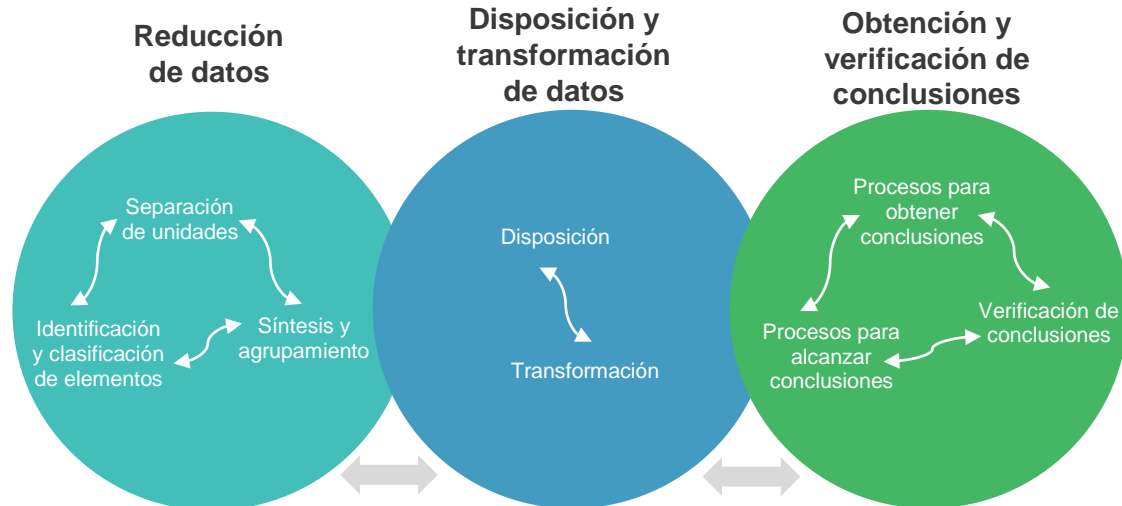 Reducción
de datos
Disposición y
transformación
de datos
Obtención y
verificación de
conclusiones
Separación
de unidades
Identificación
y clasificación
de elementos
Síntesis y
agrupamiento
Disposición
Transformación
Procesos para
obtener
conclusiones
Procesos para
alcanzar
conclusiones
Verificación de
conclusiones